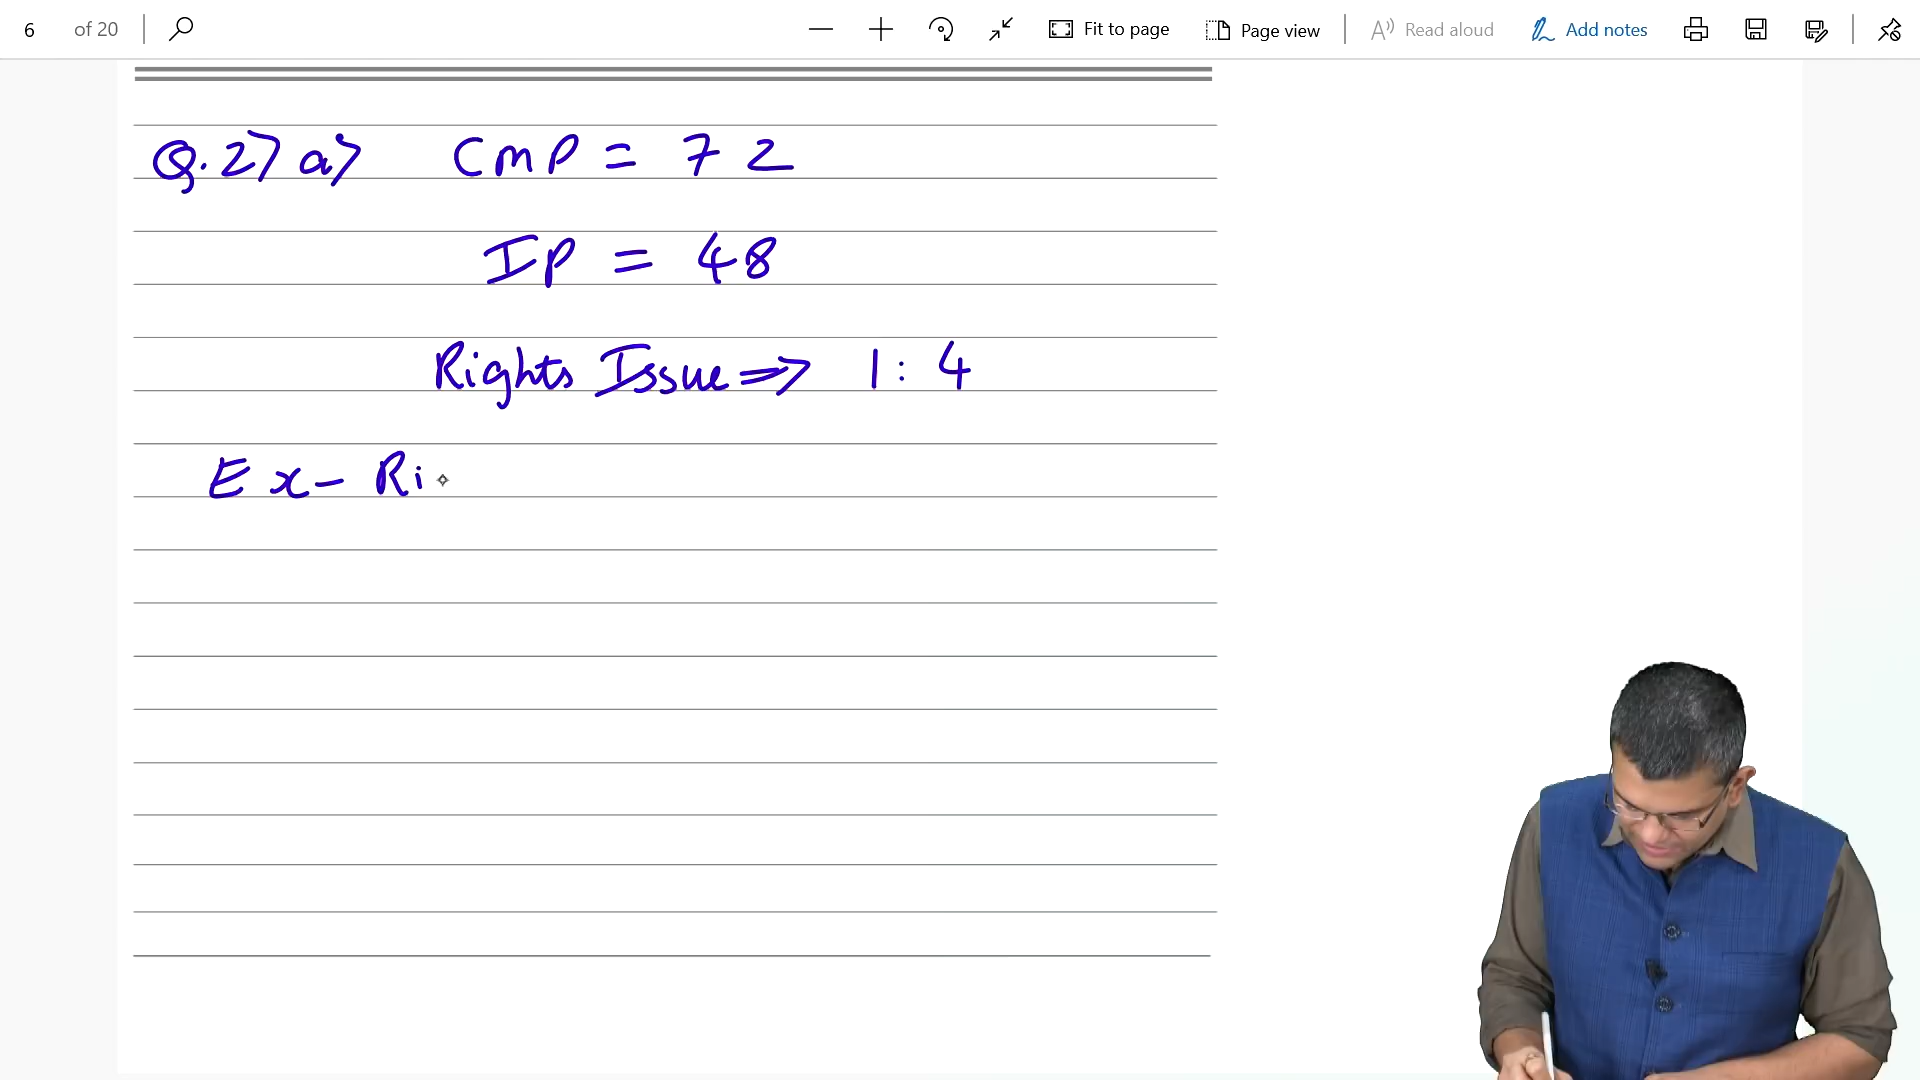 6 of 20 Fit to page Page view Read aloud Add notes
Q.2) a) CMP = 72
IP = 48
Rights Issue ⇒ 1 : 4
Ex - Ri